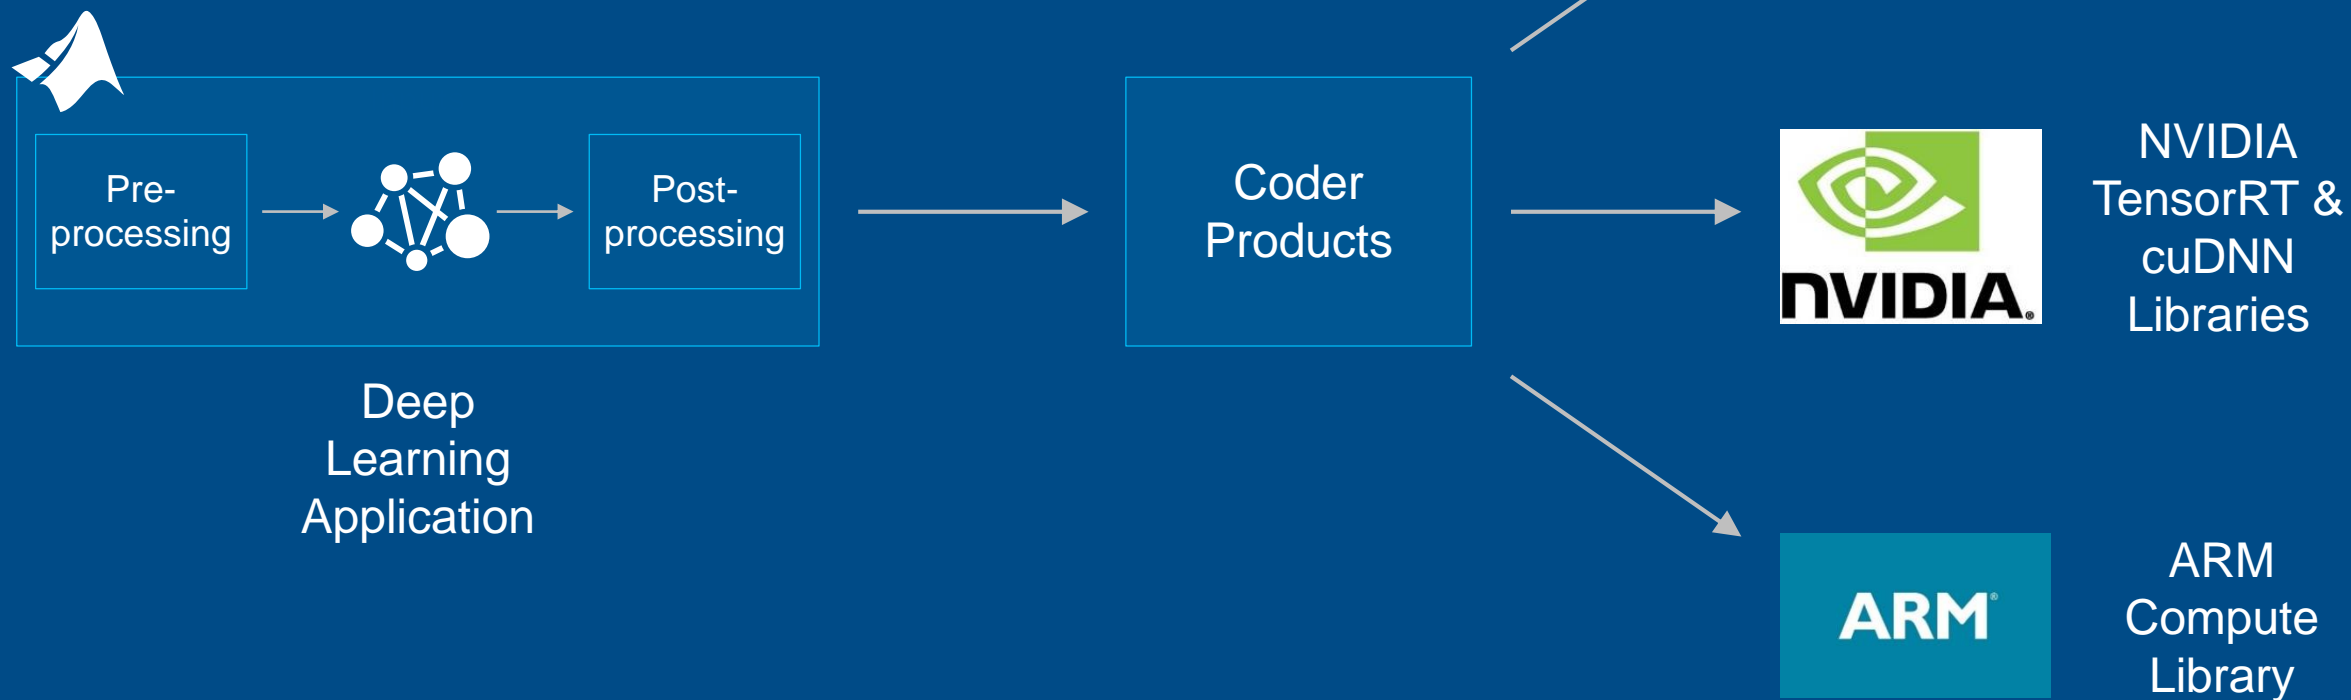 Pre-
processing
Post-
processing
Deep
Learning
Application
Coder
Products
NVIDIA®
NVIDIA
TensorRT &
cuDNN
Libraries
ARM®
ARM
Compute
Library